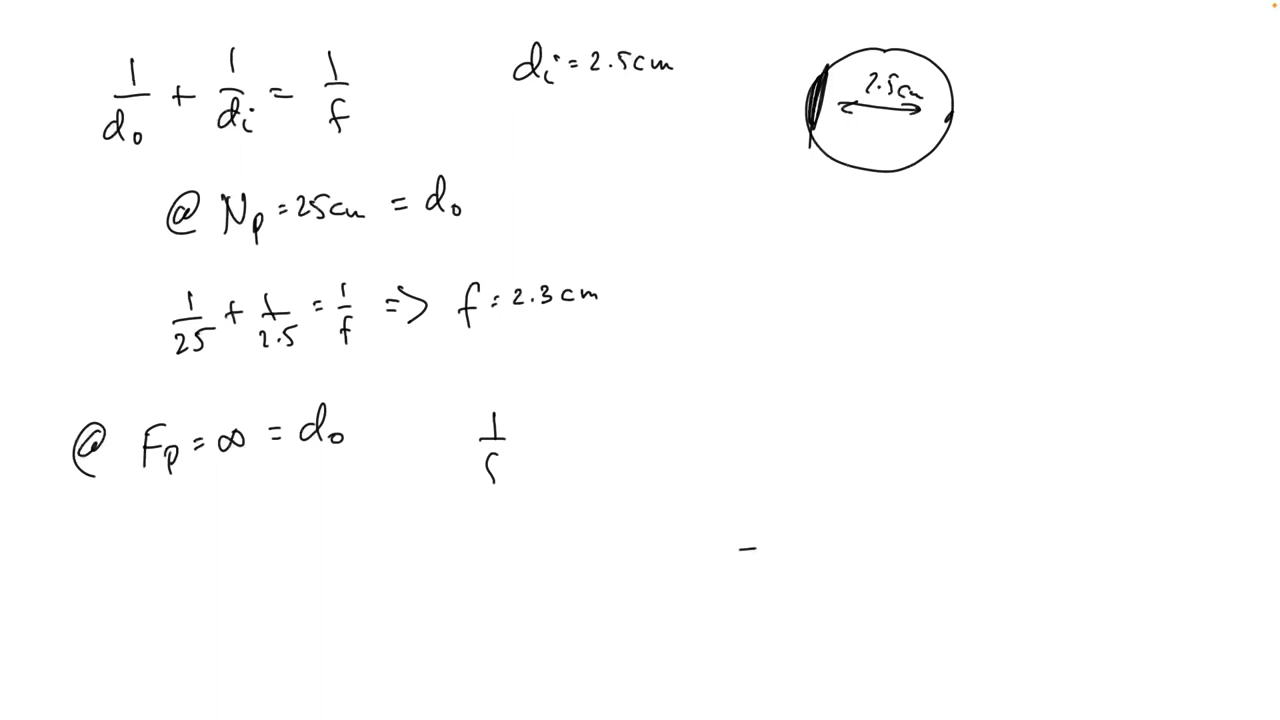 1/d₀ + 1/dᵢ = 1/f
dᵢ = 2.5cm
2.5cm
@ Np = 25cm = d₀
1/25 + 1/2.5 = 1/f => f = 2.3cm
@ Fp = ∞ = d₀
1